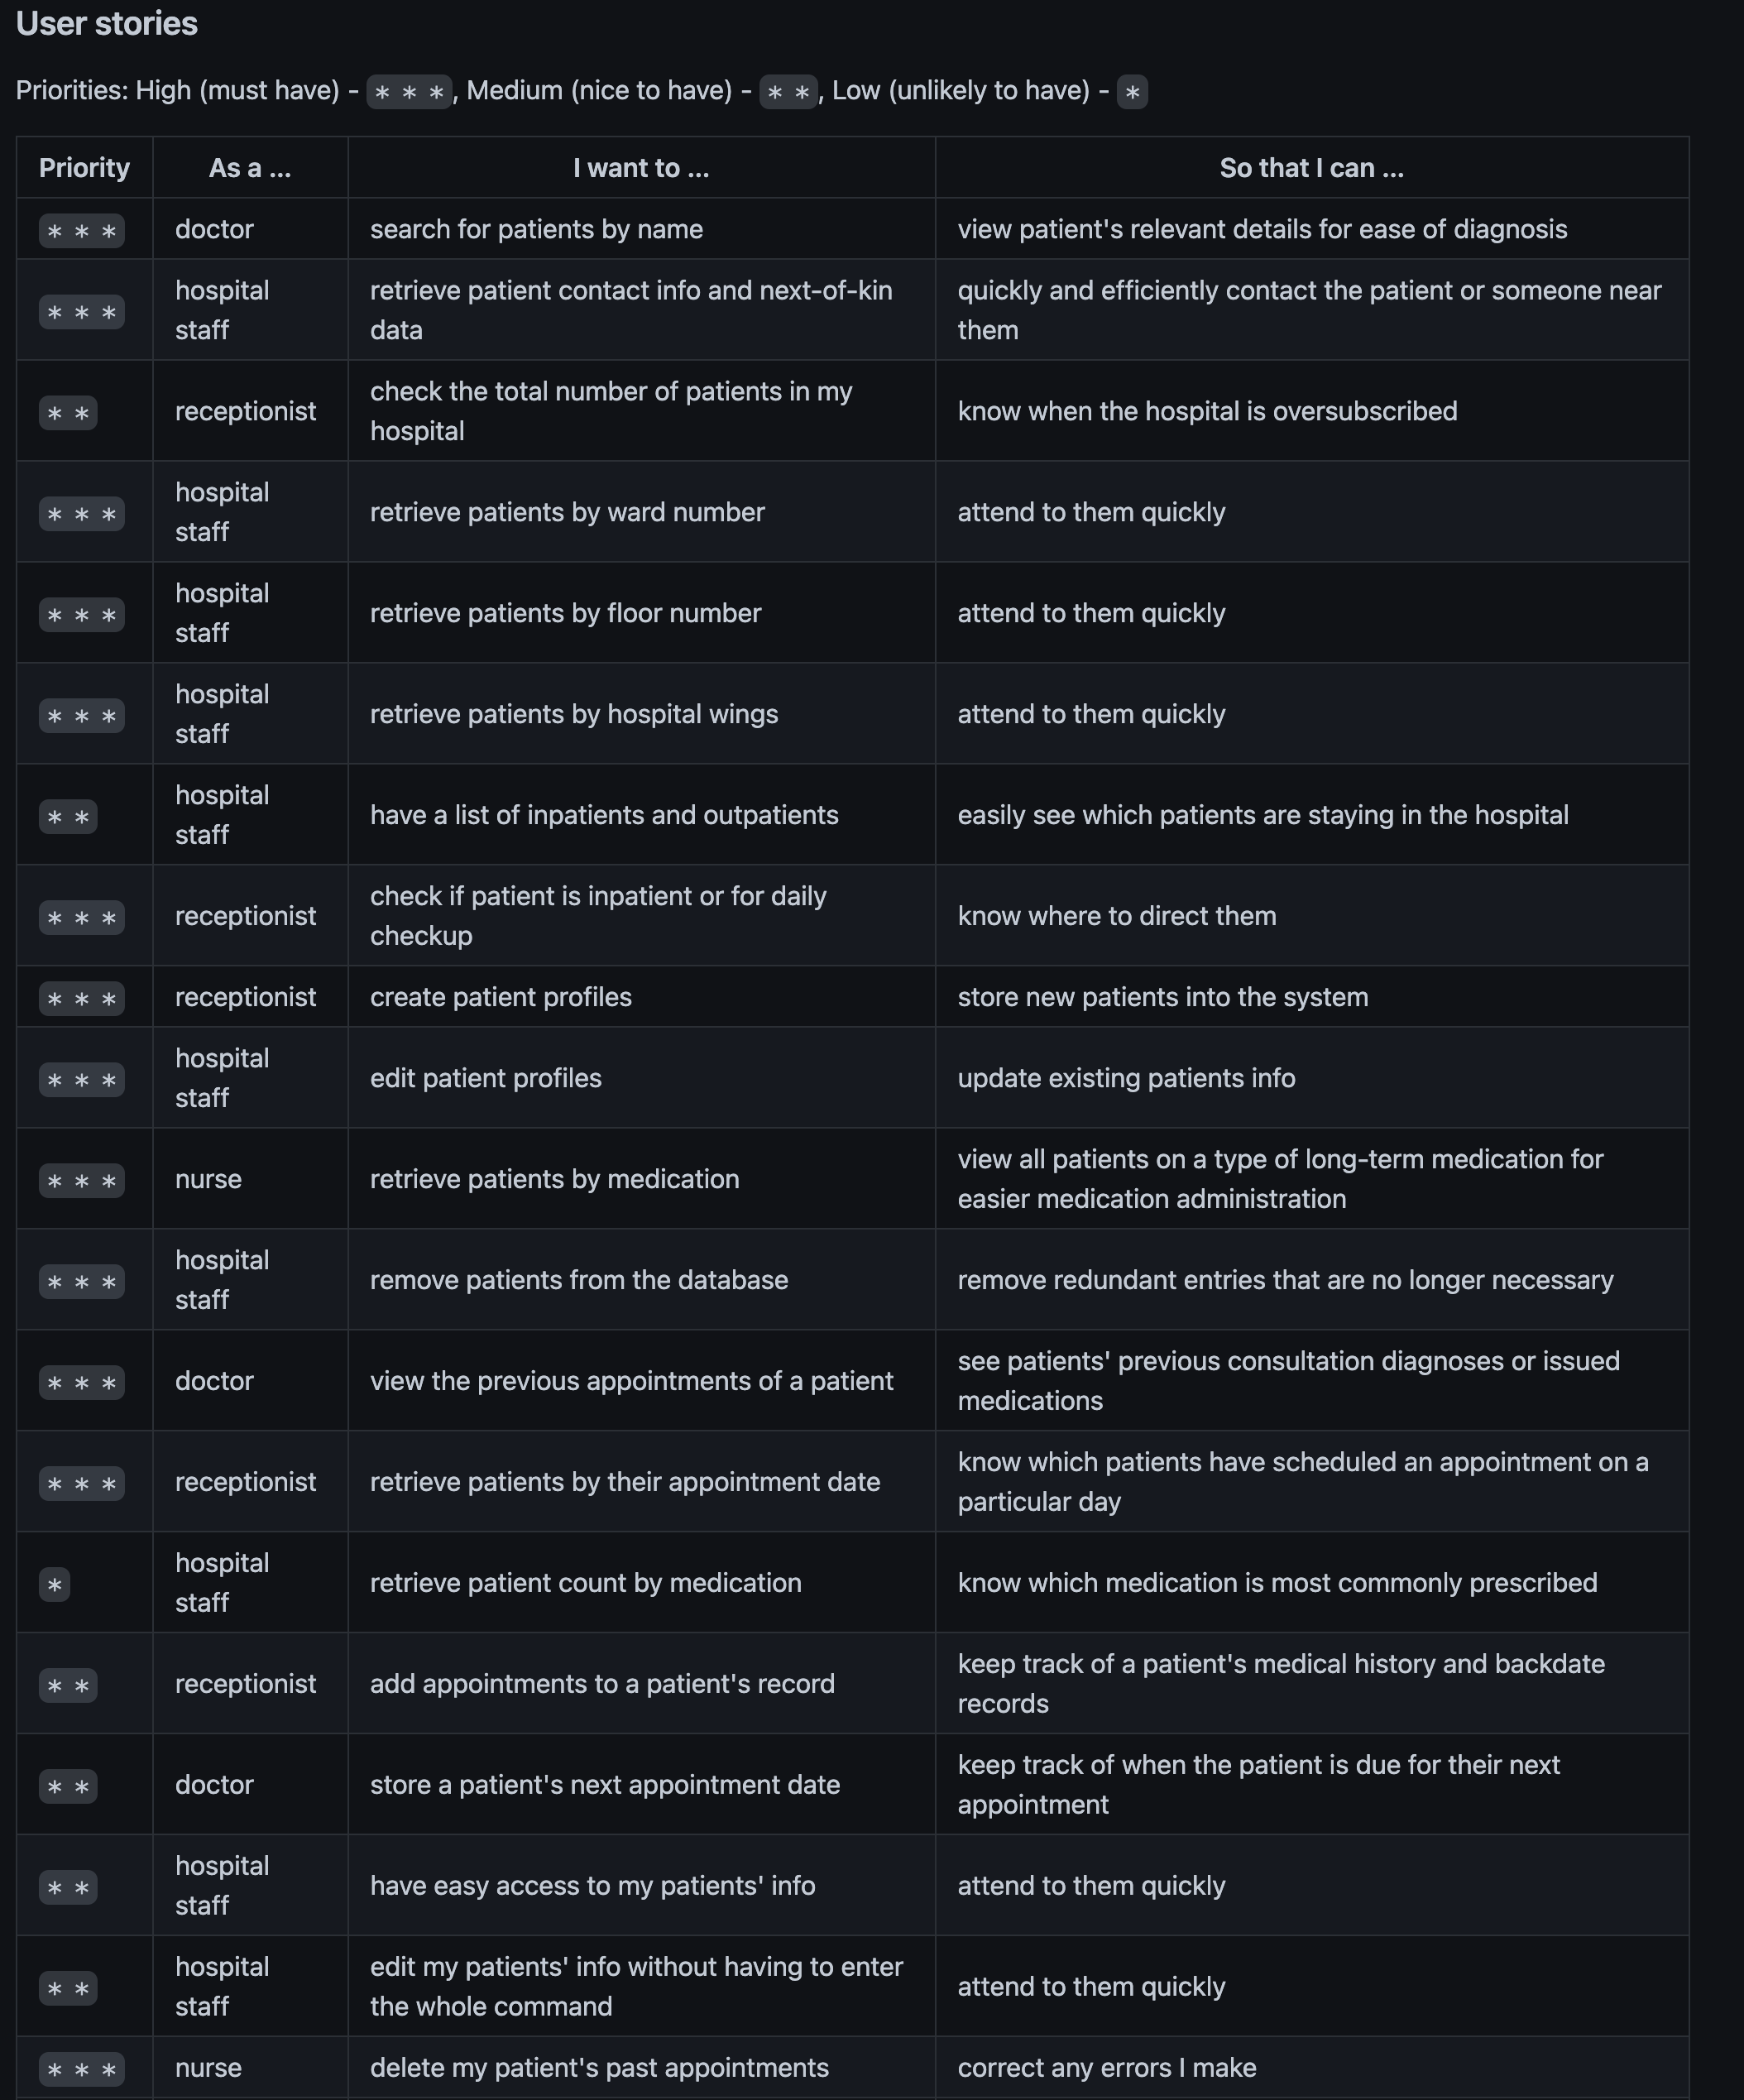 User stories
Priorities: High (must have) - * * *, Medium (nice to have) - * *, Low (unlikely to have) - *
Priority As a ... I want to ... So that I can ...
* * * doctor search for patients by name view patient's relevant details for ease of diagnosis
* * * hospital staff retrieve patient contact info and next-of-kin data quickly and efficiently contact the patient or someone near them
* * receptionist check the total number of patients in my hospital know when the hospital is oversubscribed
* * * hospital staff retrieve patients by ward number attend to them quickly
* * * hospital staff retrieve patients by floor number attend to them quickly
* * * hospital staff retrieve patients by hospital wings attend to them quickly
* * hospital staff have a list of inpatients and outpatients easily see which patients are staying in the hospital
* * * receptionist check if patient is inpatient or for daily checkup know where to direct them
* * * receptionist create patient profiles store new patients into the system
* * * hospital staff edit patient profiles update existing patients info
* * * nurse retrieve patients by medication view all patients on a type of long-term medication for easier medication administration
* * * hospital staff remove patients from the database remove redundant entries that are no longer necessary
* * * doctor view the previous appointments of a patient see patients' previous consultation diagnoses or issued medications
* * * receptionist retrieve patients by their appointment date know which patients have scheduled an appointment on a particular day
* hospital staff retrieve patient count by medication know which medication is most commonly prescribed
* * receptionist add appointments to a patient's record keep track of a patient's medical history and backdate records
* * doctor store a patient's next appointment date keep track of when the patient is due for their next appointment
* * hospital staff have easy access to my patients' info attend to them quickly
* * hospital staff edit my patients' info without having to enter the whole command attend to them quickly
* * * nurse delete my patient's past appointments correct any errors I make